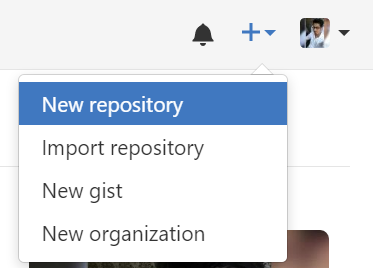 New repository
Import repository
New gist
New organization